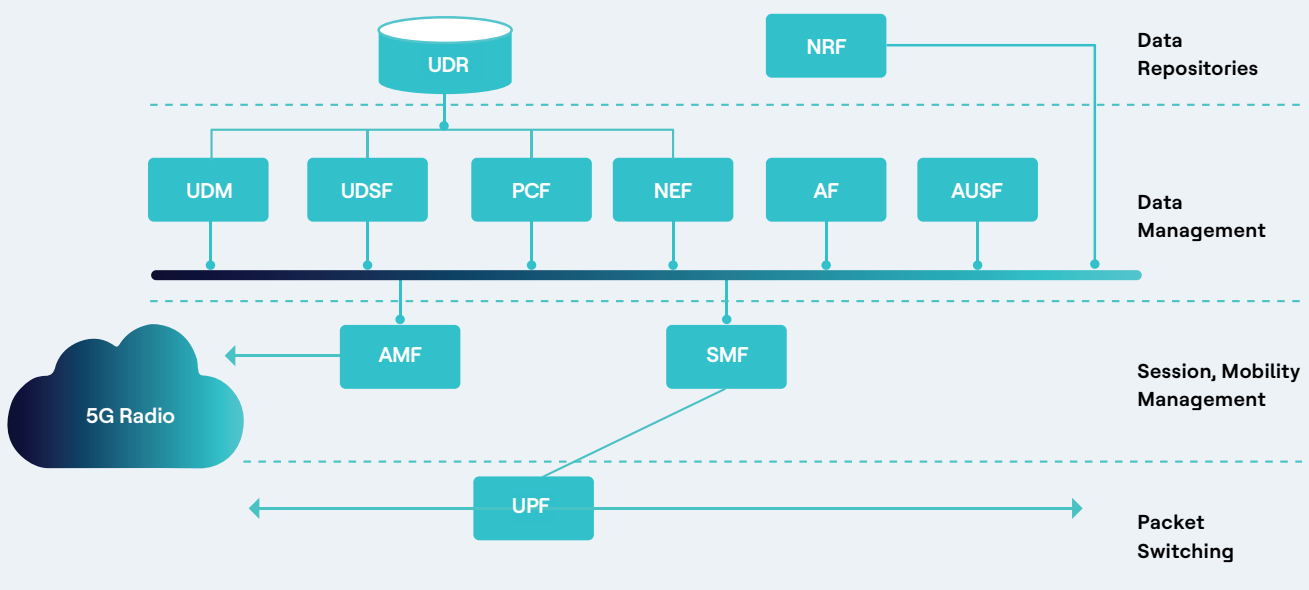 UDR
NRF
Data
Repositories
UDM
UDSF
PCF
NEF
AF
AUSF
Data
Management
AMF
SMF
Session, Mobility
Management
5G Radio
UPF
Packet
Switching